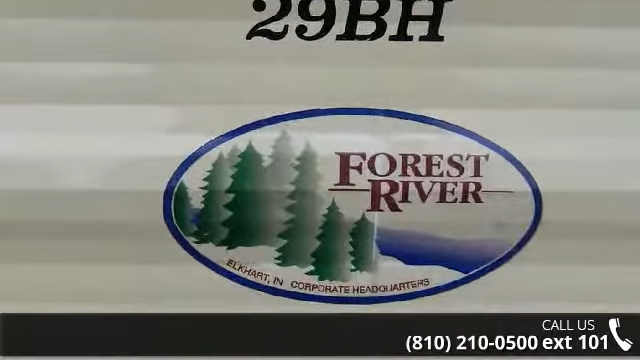 29BH
FOREST
RIVER
ELKHART, IN CORPORATE HEADQUARTERS
CALL US
(810) 210-0500 ext 101